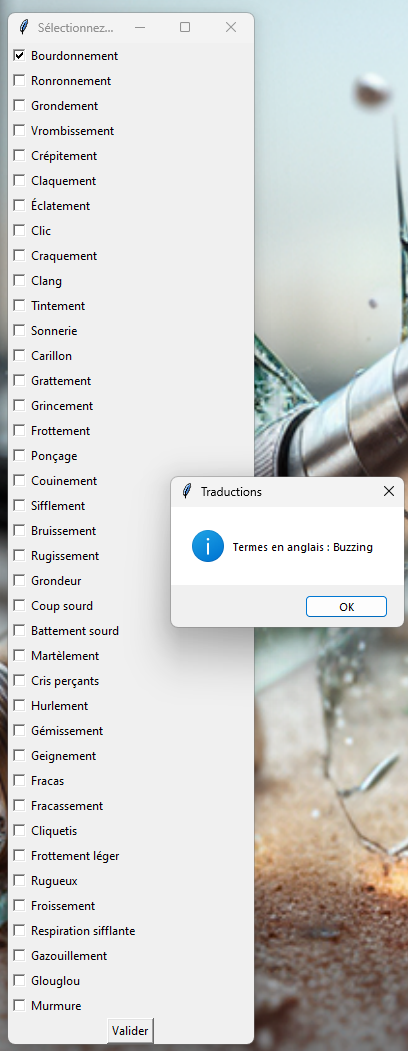 Sélectionnez...
Bourdonnement
Ronronnement
Grondement
Vrombissement
Crépitement
Claquement
Éclatement
Clic
Craquement
Clang
Tintement
Sonnerie
Carillon
Grattement
Grincement
Frottement
Ponçage
Couinement
Sifflement
Bruissement
Rugissement
Grondeur
Coup sourd
Battement sourd
Martèlement
Cris perçants
Hurlement
Gémissement
Geignement
Fracas
Fracassement
Cliquetis
Frottement léger
Rugueux
Froissement
Respiration sifflante
Gazouillement
Glouglou
Murmure
Valider
Traductions
Termes en anglais : Buzzing
OK